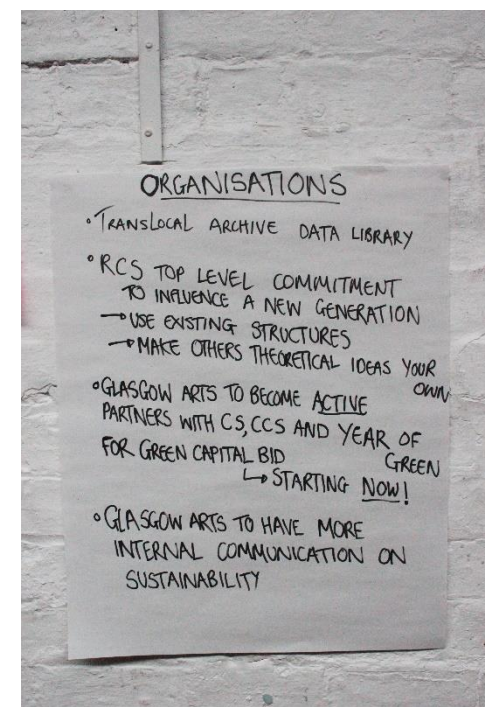 ORGANISATIONS
• TRANSLOCAL ARCHIVE DATA LIBRARY
• RCS TOP LEVEL COMMITMENT
TO INFLUENCE A NEW GENERATION
→ USE EXISTING STRUCTURES
→ MAKE OTHERS THEORETICAL IDEAS YOUR
OWN
• GLASGOW ARTS TO BECOME ACTIVE
PARTNERS WITH CS, CCS AND YEAR OF
GREEN
FOR GREEN CAPITAL BID
↳ STARTING NOW!
• GLASGOW ARTS TO HAVE MORE
INTERNAL COMMUNICATION ON
SUSTAINABILITY